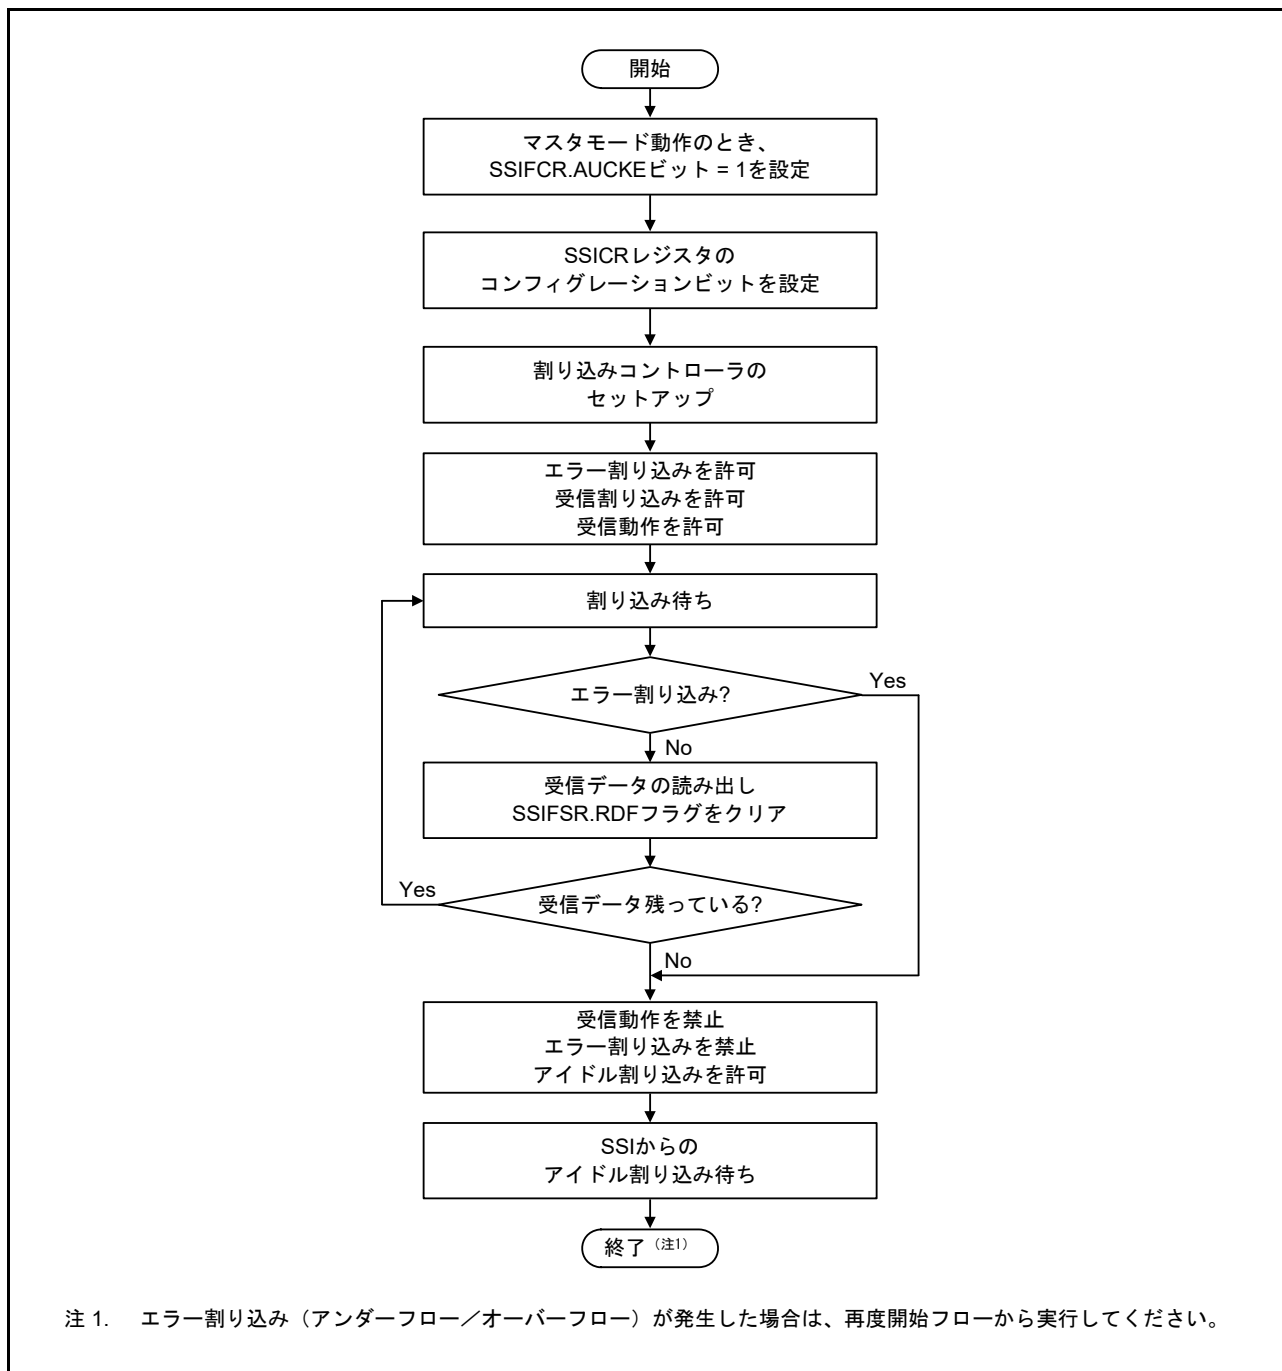 開始
マスタモード動作のとき、
SSIFCR.AUCKEビット = 1を設定
SSICRレジスタの
コンフィグレーションビットを設定
割り込みコントローラの
セットアップ
エラー割り込みを許可
受信割り込みを許可
受信動作を許可
割り込み待ち
エラー割り込み?
Yes
No
受信データの読み出し
SSIFSR.RDFフラグをクリア
Yes
受信データ残っている?
No
受信動作を禁止
エラー割り込みを禁止
アイドル割り込みを許可
SSIからの
アイドル割り込み待ち
終了（注1）
注 1. エラー割り込み（アンダーフロー／オーバーフロー）が発生した場合は、再度開始フローから実行してください。